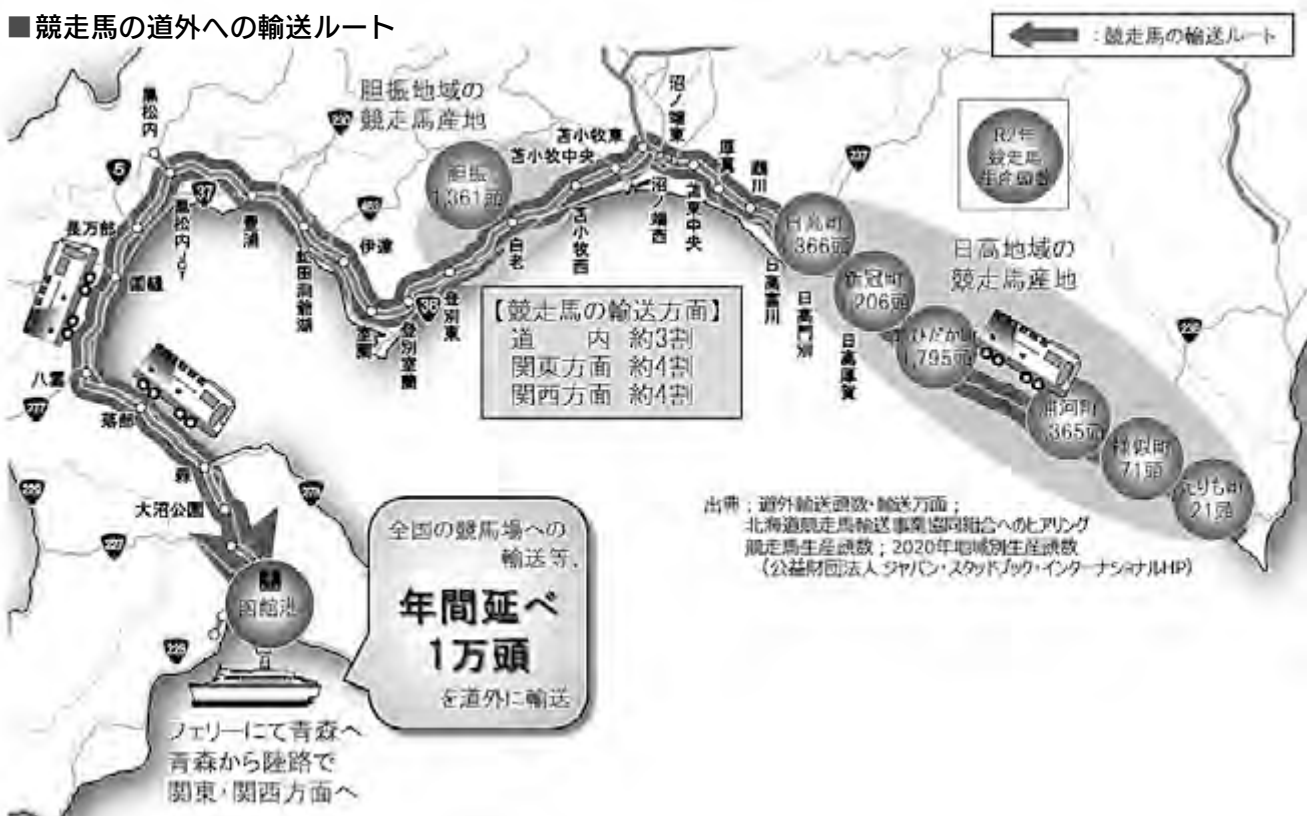 ■競走馬の道外への輸送ルート
:競走馬の輸送ルート
胆振地域の
競走馬産地
胆振
1,361頭
R2年
競走馬
生産頭数
日高地域の
競走馬産地
日高町
366頭
新冠町
206頭
795頭
浦河町
365頭
様似町
71頭
えりも町
21頭
黒松内
5
37
230
453
237
236
36
277
229
227
278
228
長万部
国縫
八雲
落部
森
大沼公園
黒松内JCT
豊浦
虻田洞爺湖
伊達
室蘭
登別室蘭
登別東
白老
苫小牧西
苫小牧中央
苫小牧東
沼ノ端西
沼ノ端東
苫東中央
厚真
鵡川
日高富川
日高門別
日高厚賀
【競走馬の輸送方面】
道 内 約3割
関東方面 約4割
関西方面 約4割
出典;道外輸送頭数・輸送方面;
北海道競走馬輸送事業協同組合へのヒアリング
競走馬生産頭数;2020年地域別生産頭数
(公益財団法人 ジャパン・スタッドブック・インターナショナルHP)
全国の競馬場への
輸送等、
年間延べ
1万頭
を道外に輸送
函館港
フェリーにて青森へ
青森から陸路で
関東・関西方面へ